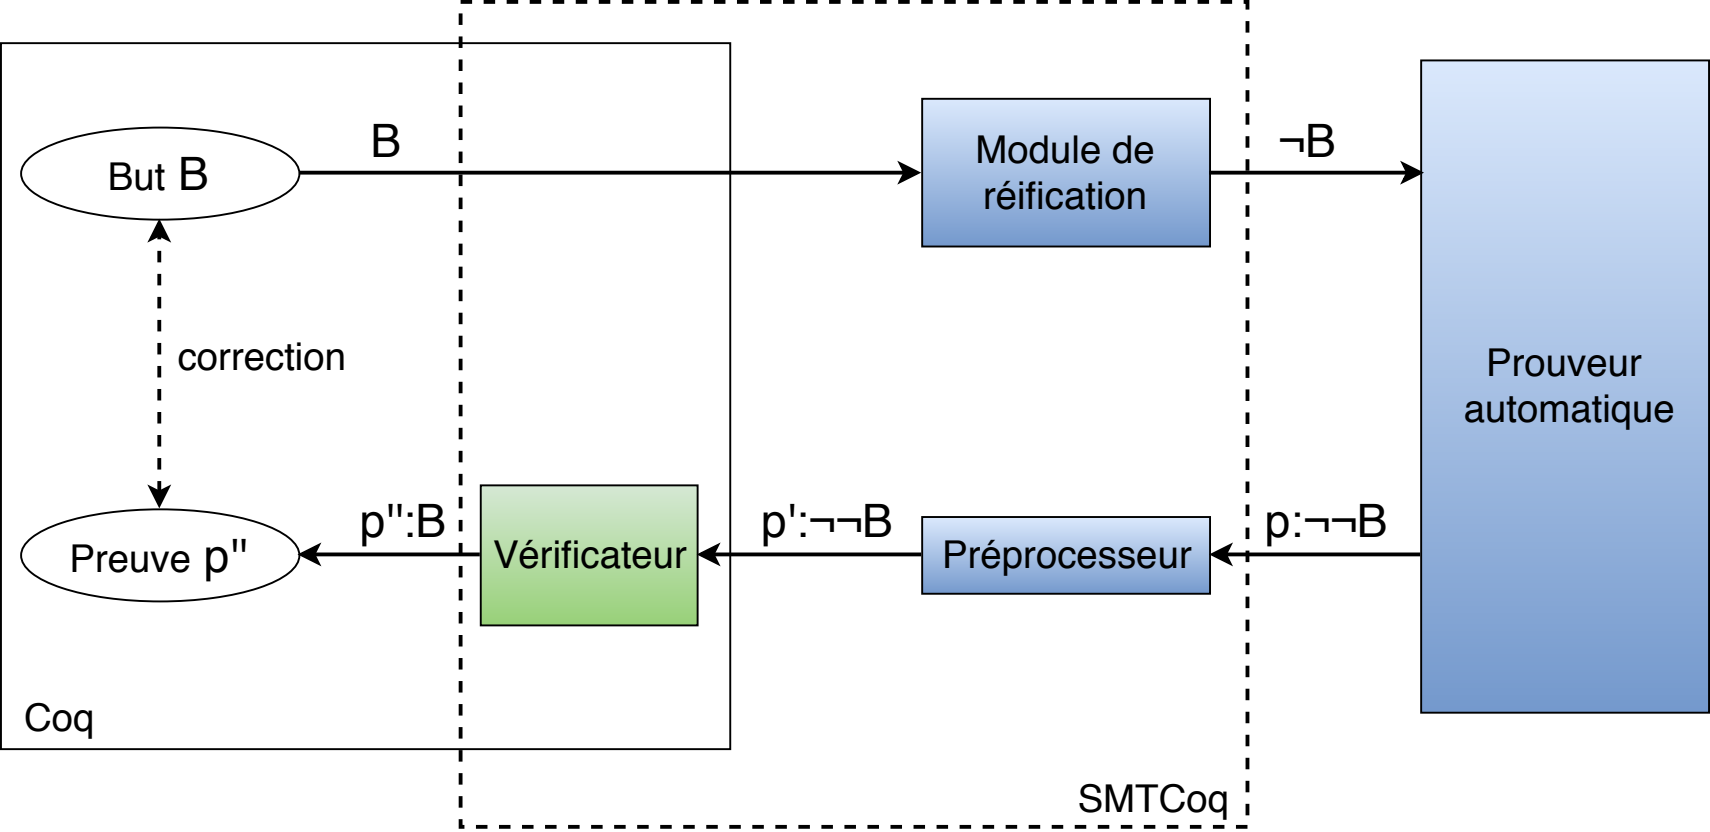 B
Module de
réification
¬B
But B
correction
Prouveur
automatique
p'':B
Vérificateur
p':¬¬B
Préprocesseur
p:¬¬B
Preuve p''
Coq
SMTCoq